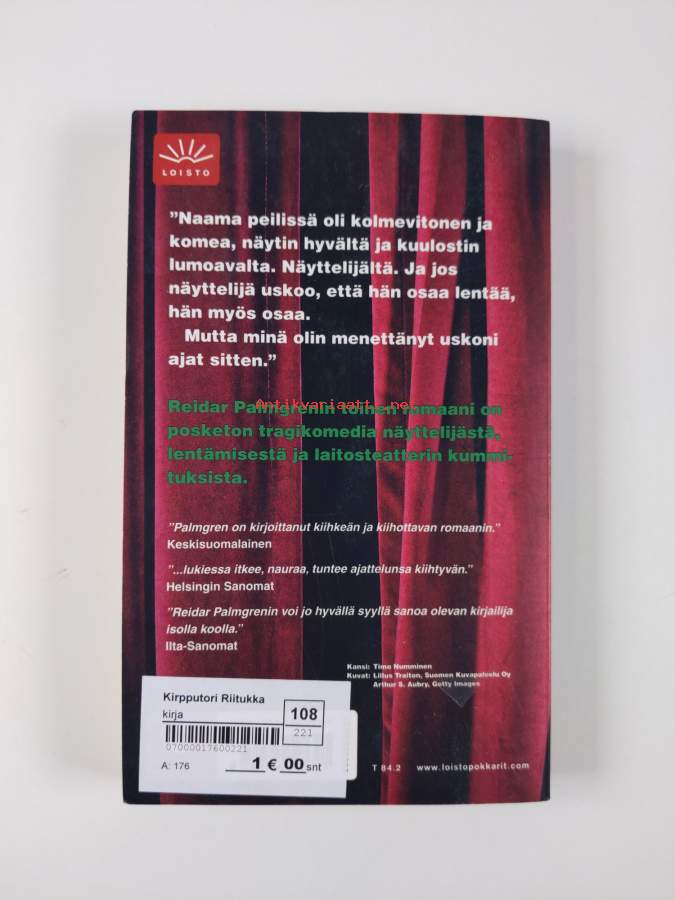 LOISTO
”Naama peilissä oli kolmevitonen ja
komea, näytin hyvältä ja kuulostin
lumoavalta. Näyttelijältä. Ja jos
näyttelijä uskoo, että hän osaa lentää,
hän myös osaa.
Mutta minä olin menettänyt uskoni
ajat sitten.”
Antikvariaatt .net
Reidar Palmgrenin toinen romaani on
posketon tragikomedia näyttelijästä,
lentämisestä ja laitosteatterin kummi-
tuksista.
”Palmgren on kirjoittanut kiihkeän ja kiihottavan romaanin.”
Keskisuomalainen
”...lukiessa itkee, nauraa, tuntee ajattelunsa kiihtyvän.”
Helsingin Sanomat
”Reidar Palmgrenin voi jo hyvällä syyllä sanoa olevan kirjailija
isolla koolla.”
Ilta-Sanomat
Kansi: Timo Numminen
Kuvat: Lilius Traiton, Suomen Kuvapalvelu Oy
Arthur S. Aubry, Getty Images
Kirpputori Riitukka
kirja
108
221
07000017600221
A: 176
1 € 00 snt
T 84.2 www.loistopokkarit.com